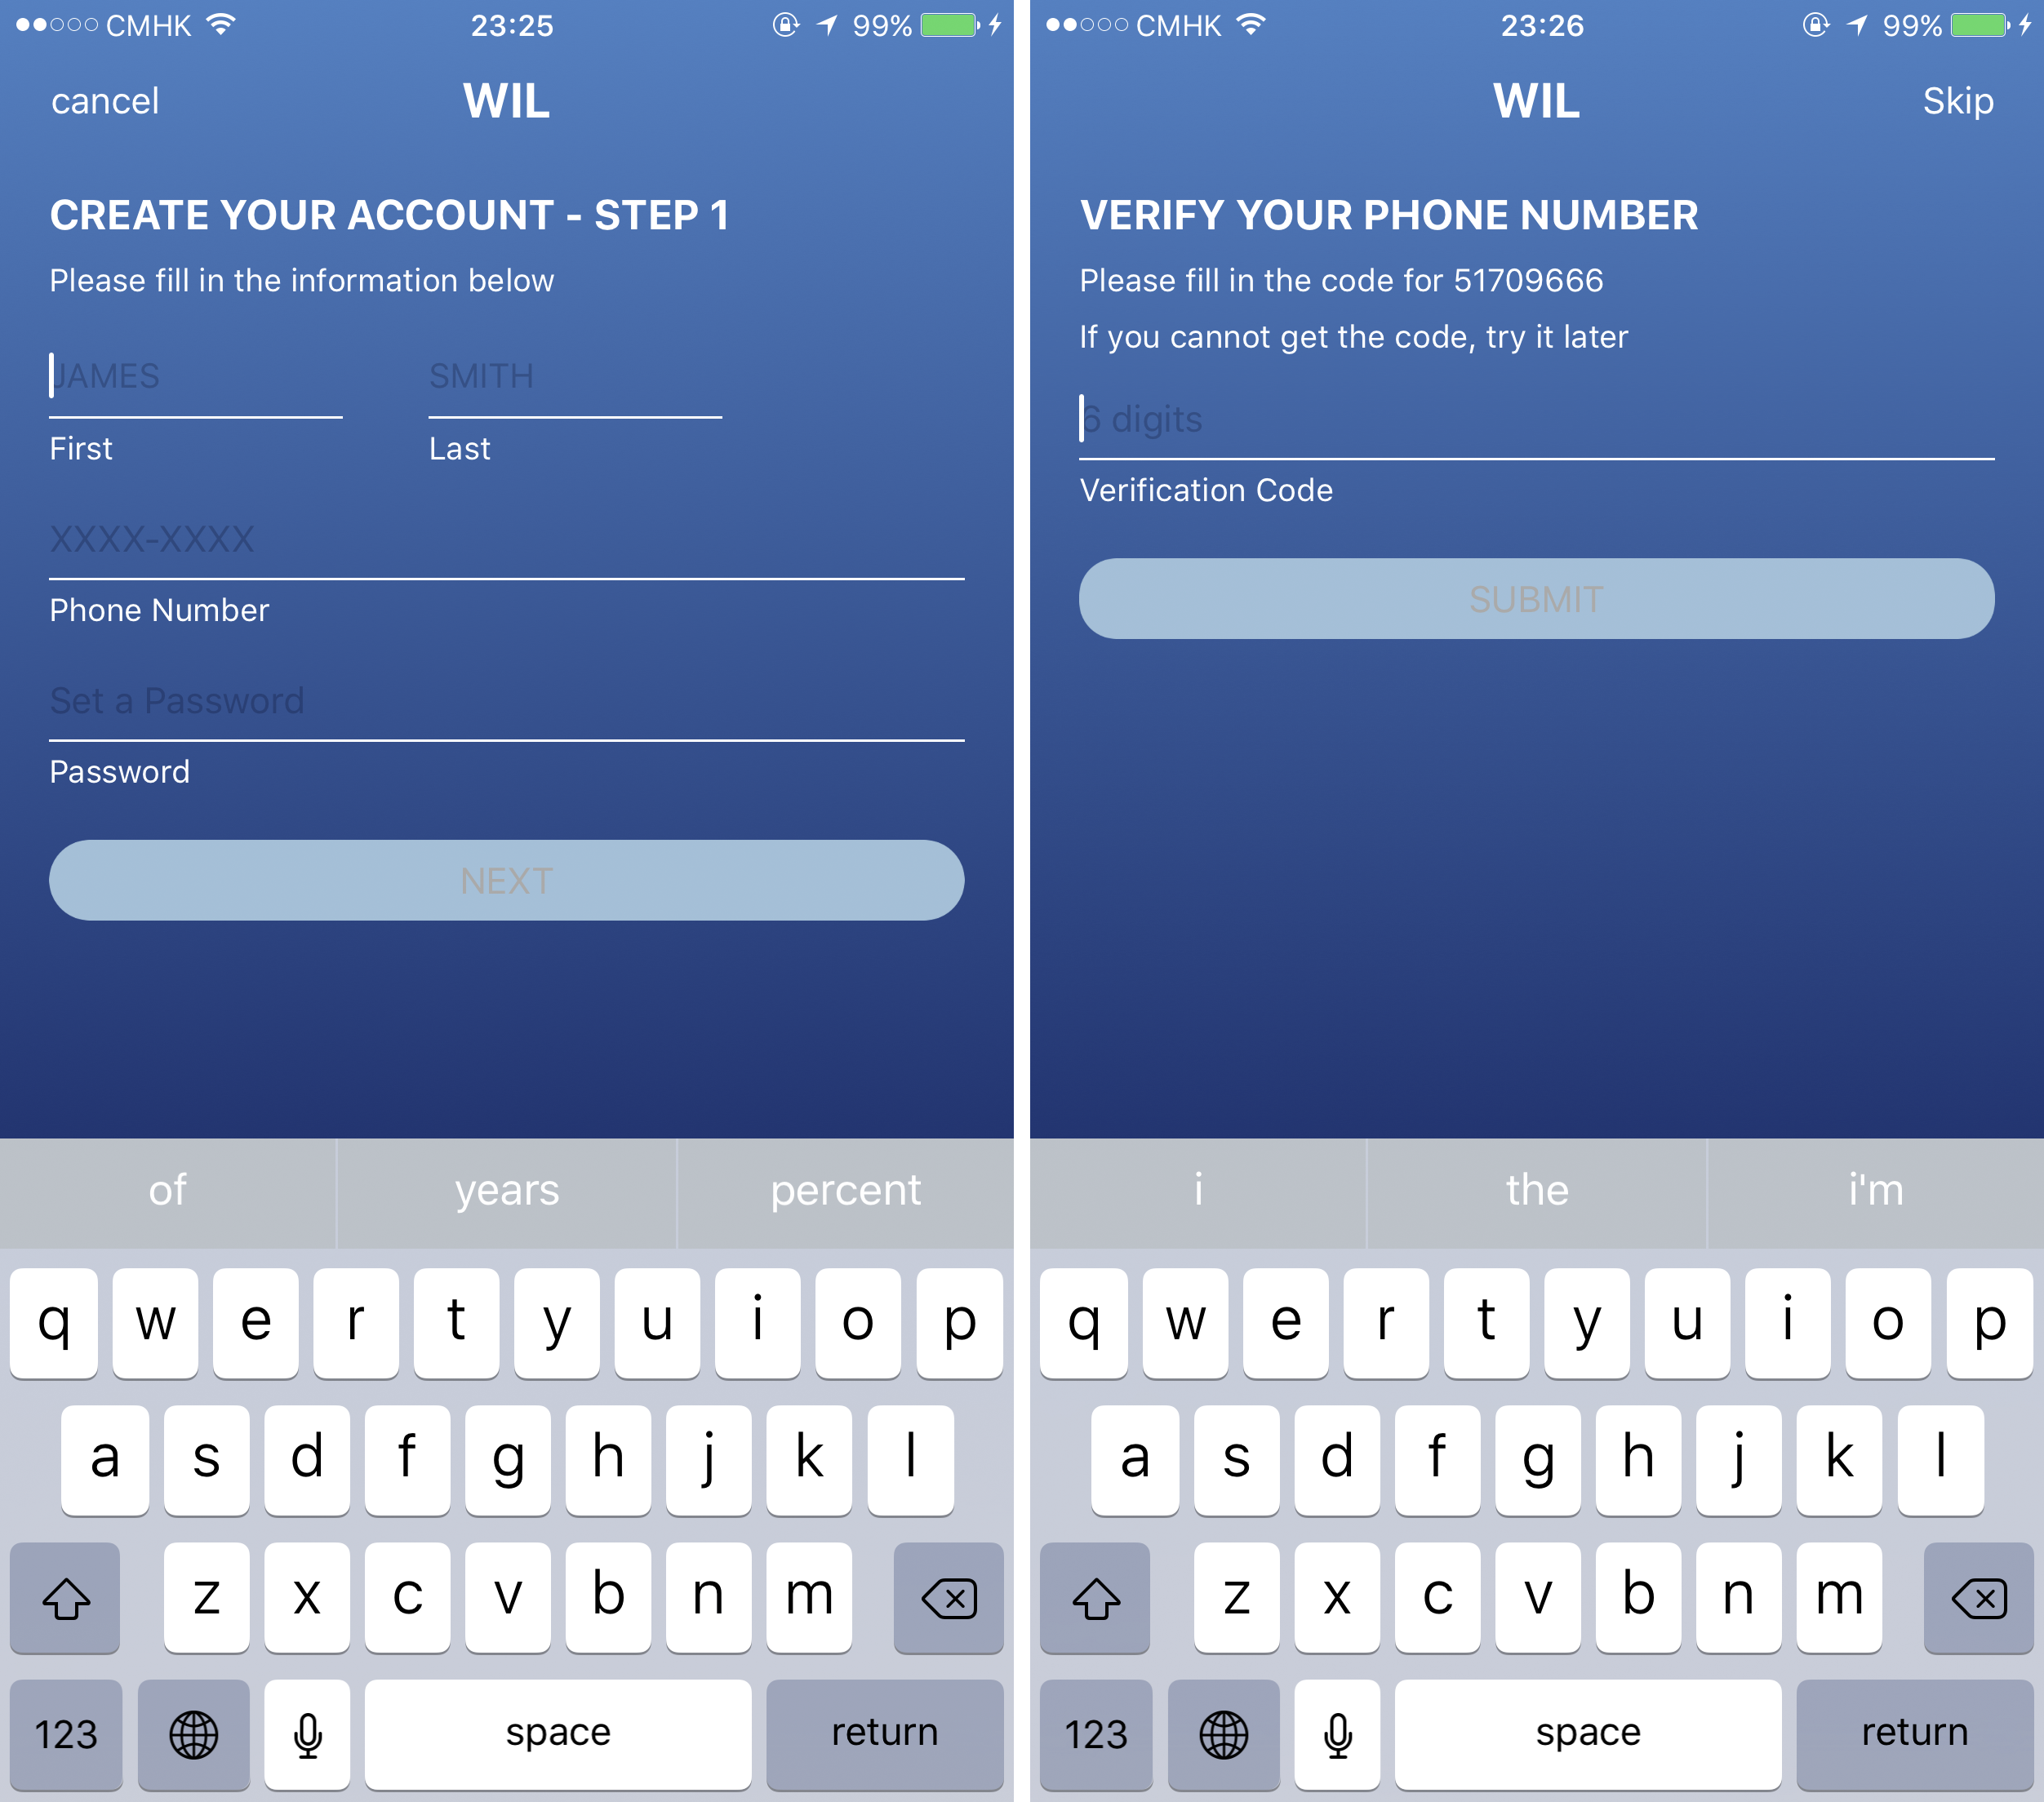 CMHK 23:25 99%
cancel WIL
CREATE YOUR ACCOUNT - STEP 1
Please fill in the information below
JAMES SMITH
First Last
XXXX-XXXX
Phone Number
Set a Password
Password
NEXT
of years percent
q w e r t y u i o p
a s d f g h j k l
z x c v b n m
123 space return
CMHK 23:26 99%
WIL Skip
VERIFY YOUR PHONE NUMBER
Please fill in the code for 51709666
If you cannot get the code, try it later
6 digits
Verification Code
SUBMIT
i the i'm
q w e r t y u i o p
a s d f g h j k l
z x c v b n m
123 space return